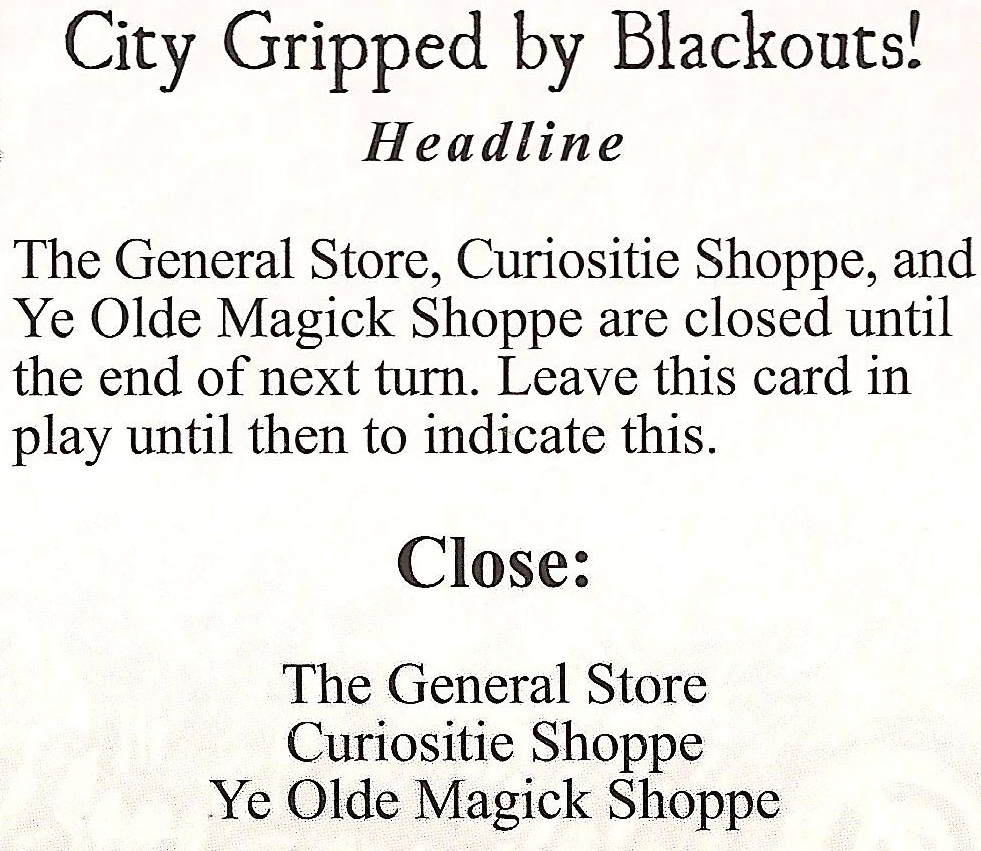 City Gripped by Blackouts!
Headline
The General Store, Curiositie Shoppe, and
Ye Olde Magick Shoppe are closed until
the end of next turn. Leave this card in
play until then to indicate this.
Close:
The General Store
Curiositie Shoppe
Ye Olde Magick Shoppe